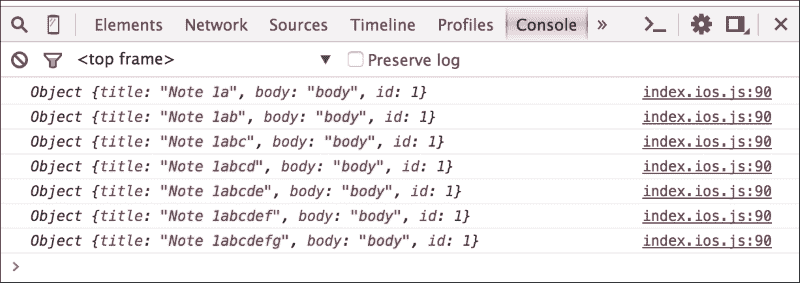 Elements Network Sources Timeline Profiles Console »
<top frame> Preserve log
Object {title: "Note 1a", body: "body", id: 1} index.ios.js:90
Object {title: "Note 1ab", body: "body", id: 1} index.ios.js:90
Object {title: "Note 1abc", body: "body", id: 1} index.ios.js:90
Object {title: "Note 1abcd", body: "body", id: 1} index.ios.js:90
Object {title: "Note 1abcde", body: "body", id: 1} index.ios.js:90
Object {title: "Note 1abcdef", body: "body", id: 1} index.ios.js:90
Object {title: "Note 1abcdefg", body: "body", id: 1} index.ios.js:90
>